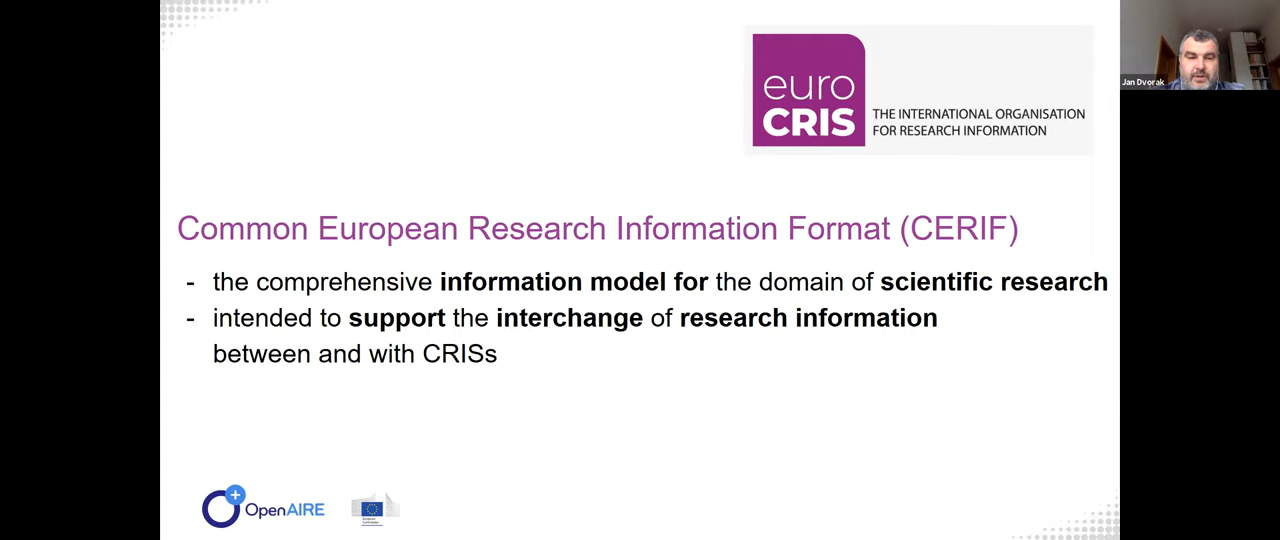 euro
CRIS
THE INTERNATIONAL ORGANISATION
FOR RESEARCH INFORMATION
Jan Dvorak
Common European Research Information Format (CERIF)
- the comprehensive information model for the domain of scientific research
- intended to support the interchange of research information
between and with CRISs
OpenAIRE
European
Commission